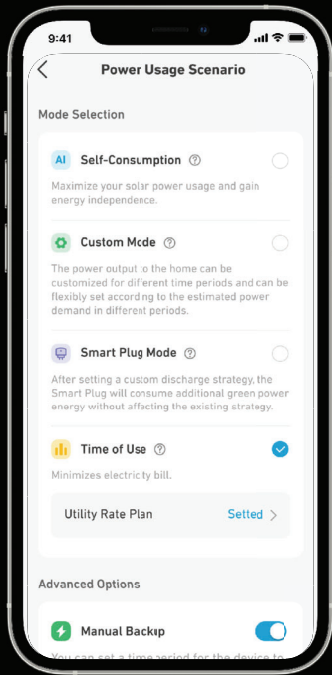 9:41
Power Usage Scenario
Mode Selection
AI Self-Consumption
Maximize your solar power usage and gain
energy independence.
Custom Mode
The power output to the home can be
customized for different time periods and can be
flexibly set according to the estimated power
demand in different periods.
Smart Plug Mode
After setting a custom discharge strategy, the
Smart Plug will consume additional green power
energy without affecting the existing strategy.
Time of Use
Minimizes electricity bill.
Utility Rate Plan Setted >
Advanced Options
Manual Backup
You can set a time period for the device to